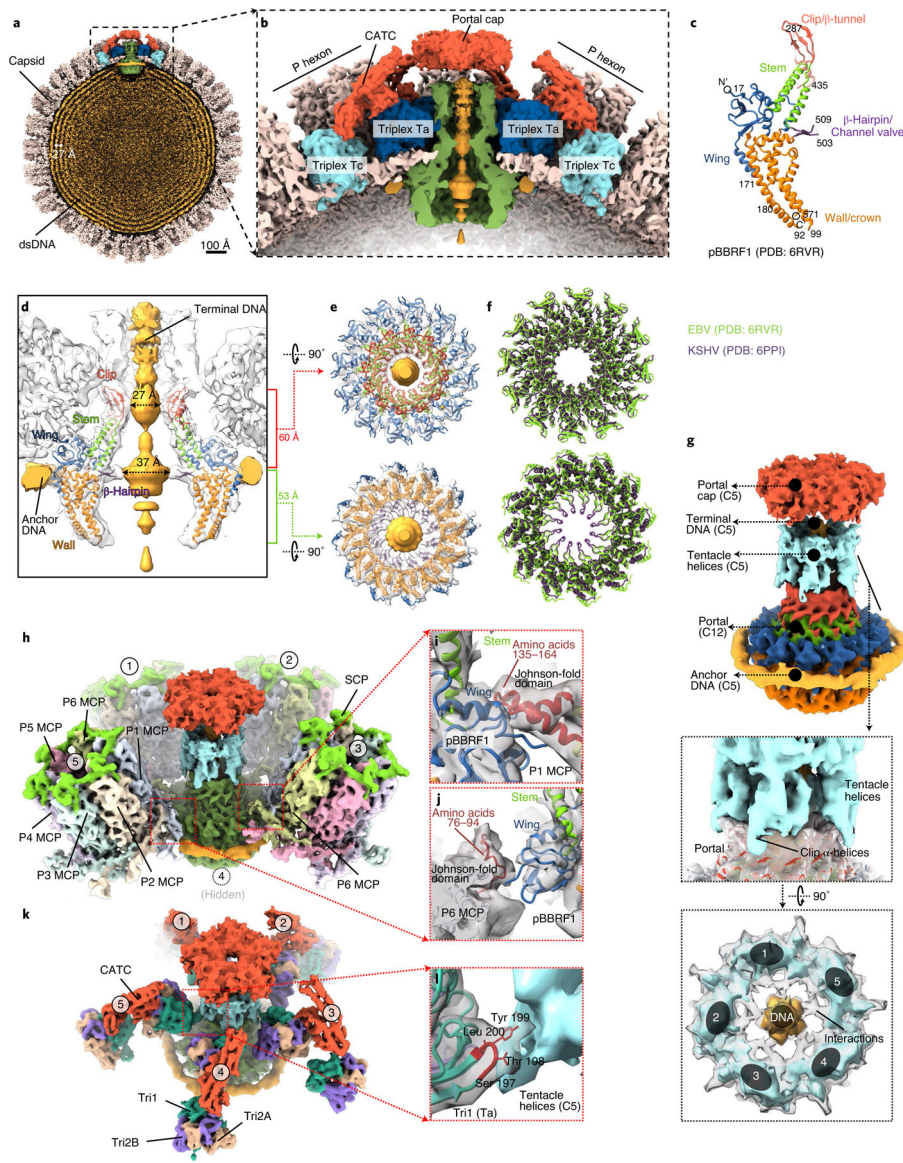 a
Capsid
27 Å
dsDNA
100 Å
b
Portal cap
CATC
P hexon
P hexon
Triplex Ta
Triplex Ta
Triplex Tc
Triplex Tc
c
Clip/β-tunnel
287
Stem
435
N'
17
509
β-Hairpin/
Channel valve
503
Wing
171
180
571
Wall/crown
C
92
99
pBBRF1 (PDB: 6RVR)
d
Terminal DNA
Clip
27 Å
Stem
Wing
60 Å
37 Å
β-Hairpin
53 Å
Anchor
DNA
Wall
90°
90°
e
f
EBV (PDB: 6RVR)
KSHV (PDB: 6PPI)
g
Portal
cap (C5)
Terminal
DNA (C5)
Tentacle
helices (C5)
Portal
(C12)
Anchor
DNA (C5)
Tentacle
helices
Portal
Clip α-helices
90°
1
5
2
DNA
Interactions
3
4
h
1
2
P6 MCP
P5 MCP
P1 MCP
SCP
5
3
P4 MCP
P3 MCP
P2 MCP
4
(Hidden)
P6 MCP
i
Stem
Amino acids
135–164
Johnson-fold
domain
Wing
pBBRF1
P1 MCP
j
Amino acids
76–94
Stem
Wing
Johnson-fold
domain
P6 MCP
pBBRF1
k
1
2
CATC
5
3
4
Tri1
Tri2B
Tri2A
l
Tyr 199
Leu 200
Thr 198
Ser 197
Tentacle
helices (C5)
Tri1 (Ta)